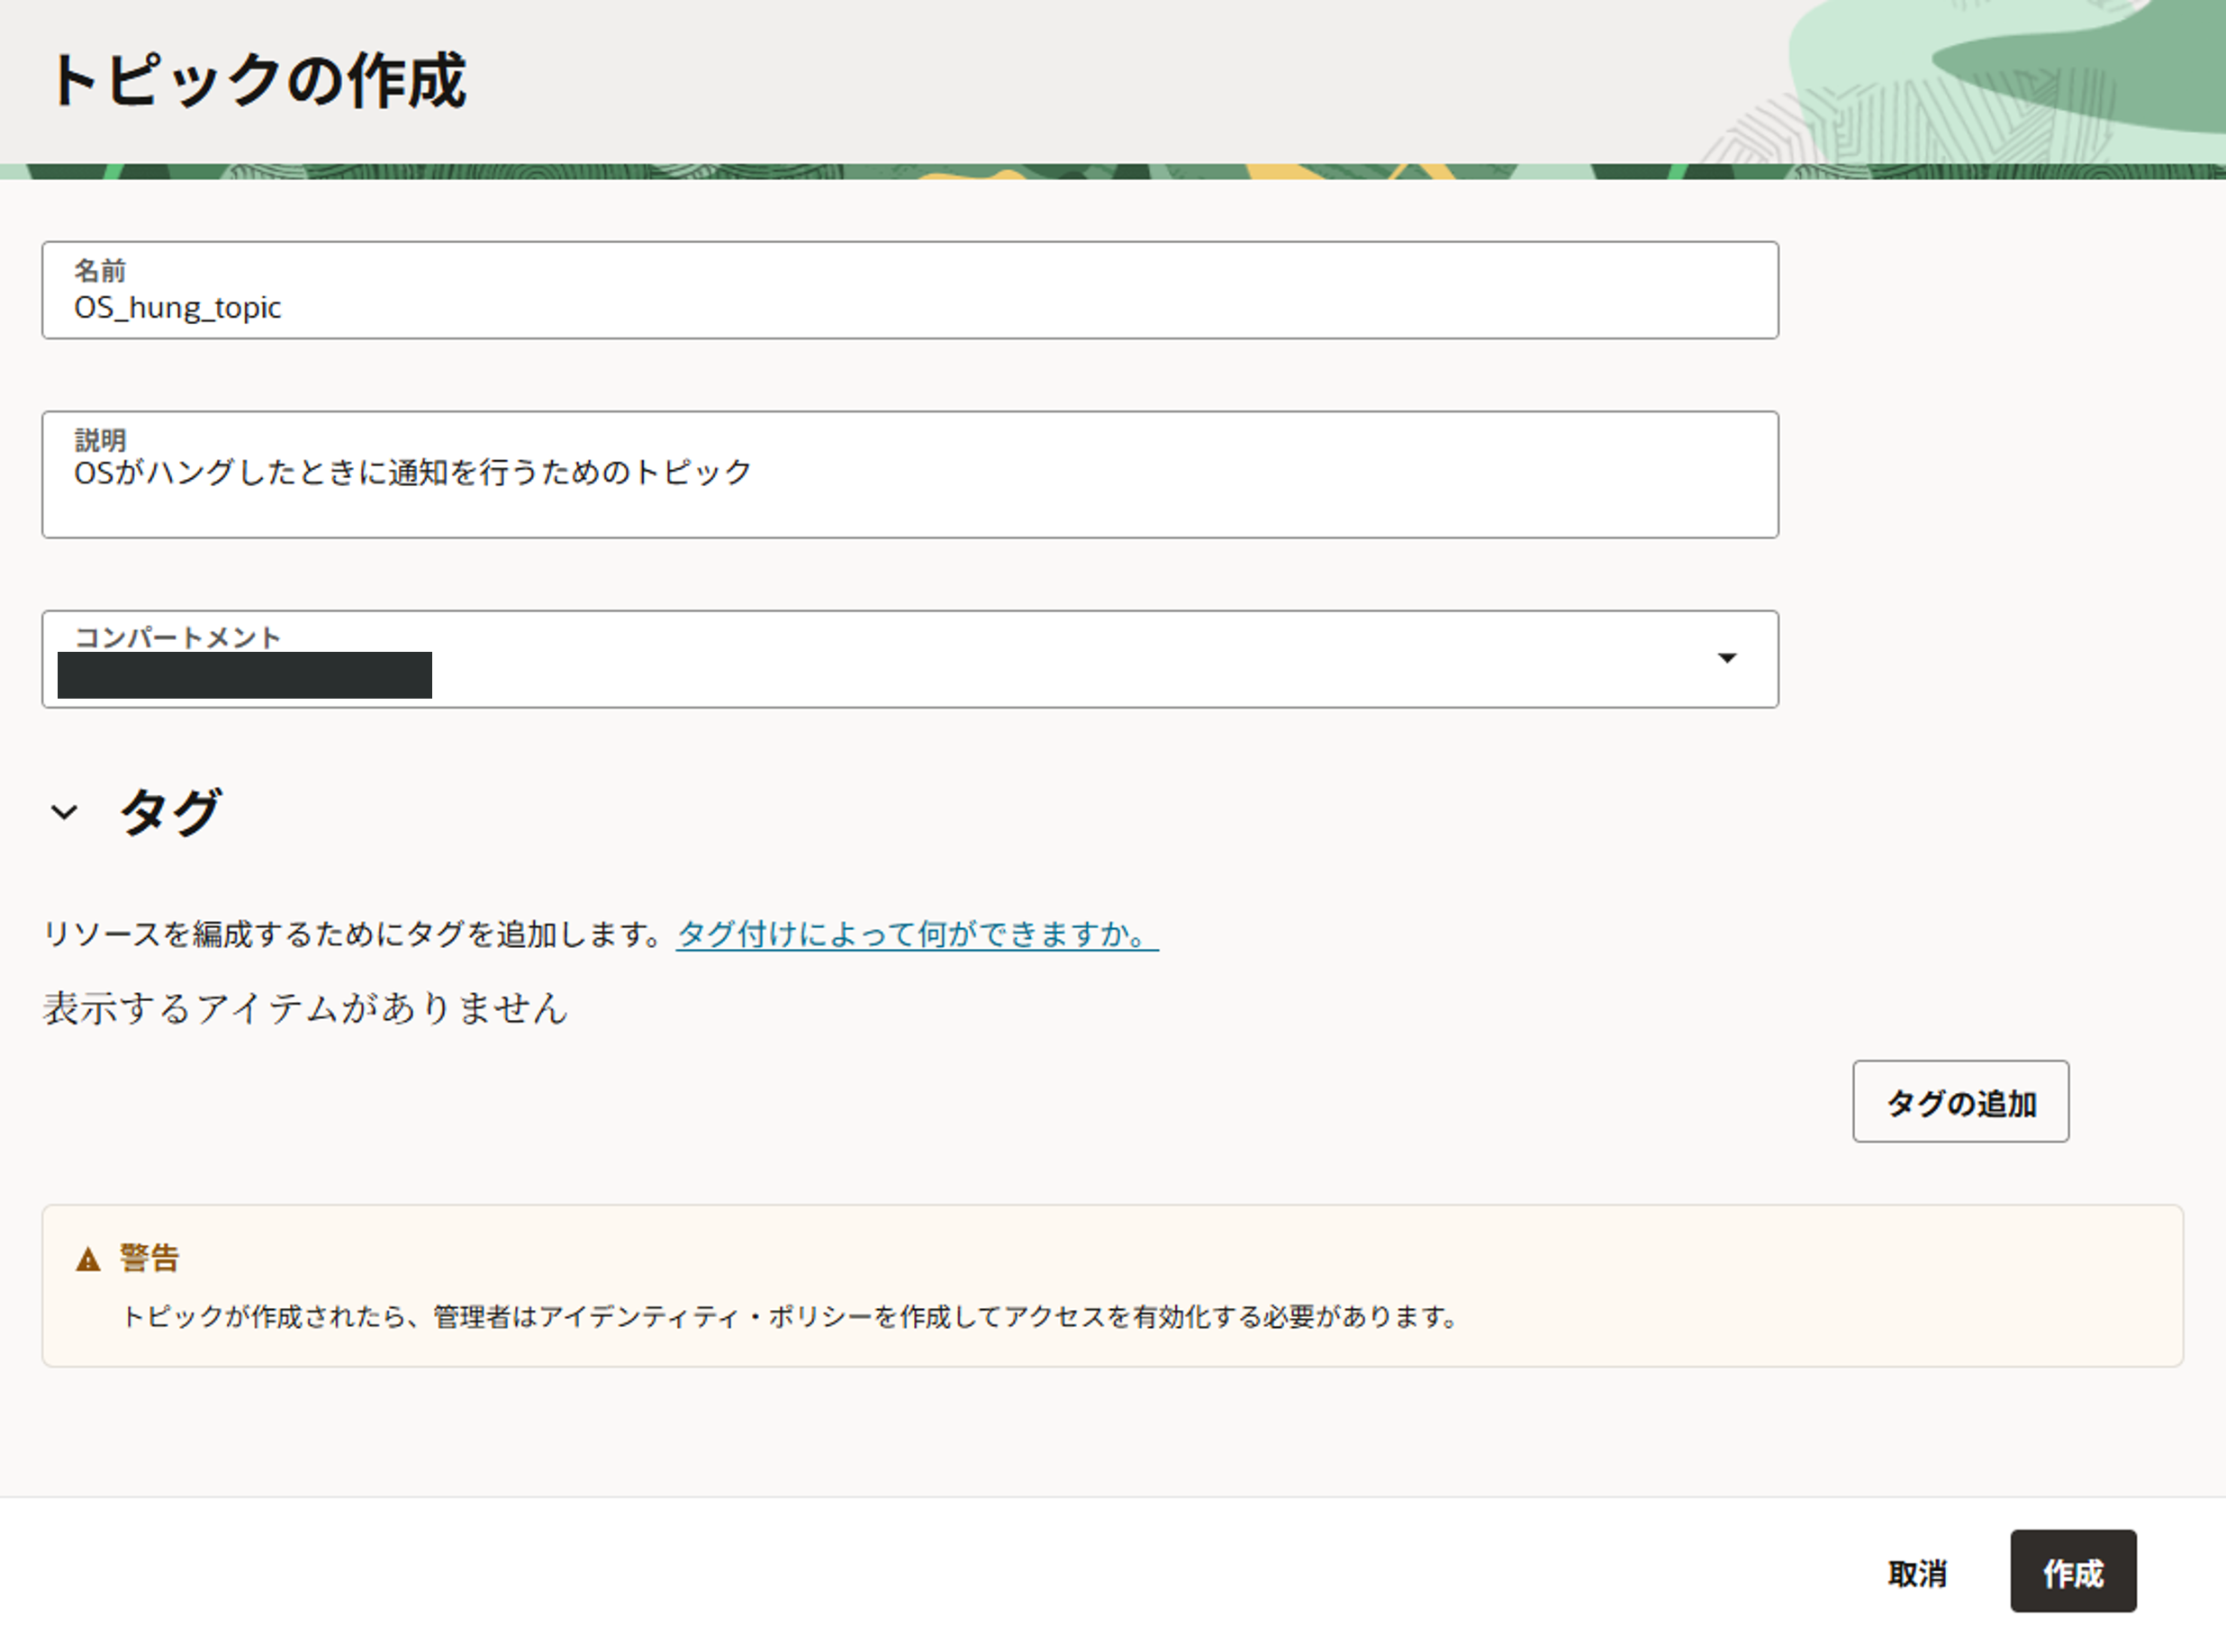 トピックの作成
名前
OS_hung_topic
説明
OSがハングしたときに通知を行うためのトピック
コンパートメント
タグ
リソースを編成するためにタグを追加します。タグ付けによって何ができますか。
表示するアイテムがありません
タグの追加
警告
トピックが作成されたら、管理者はアイデンティティ・ポリシーを作成してアクセスを有効化する必要があります。
取消
作成